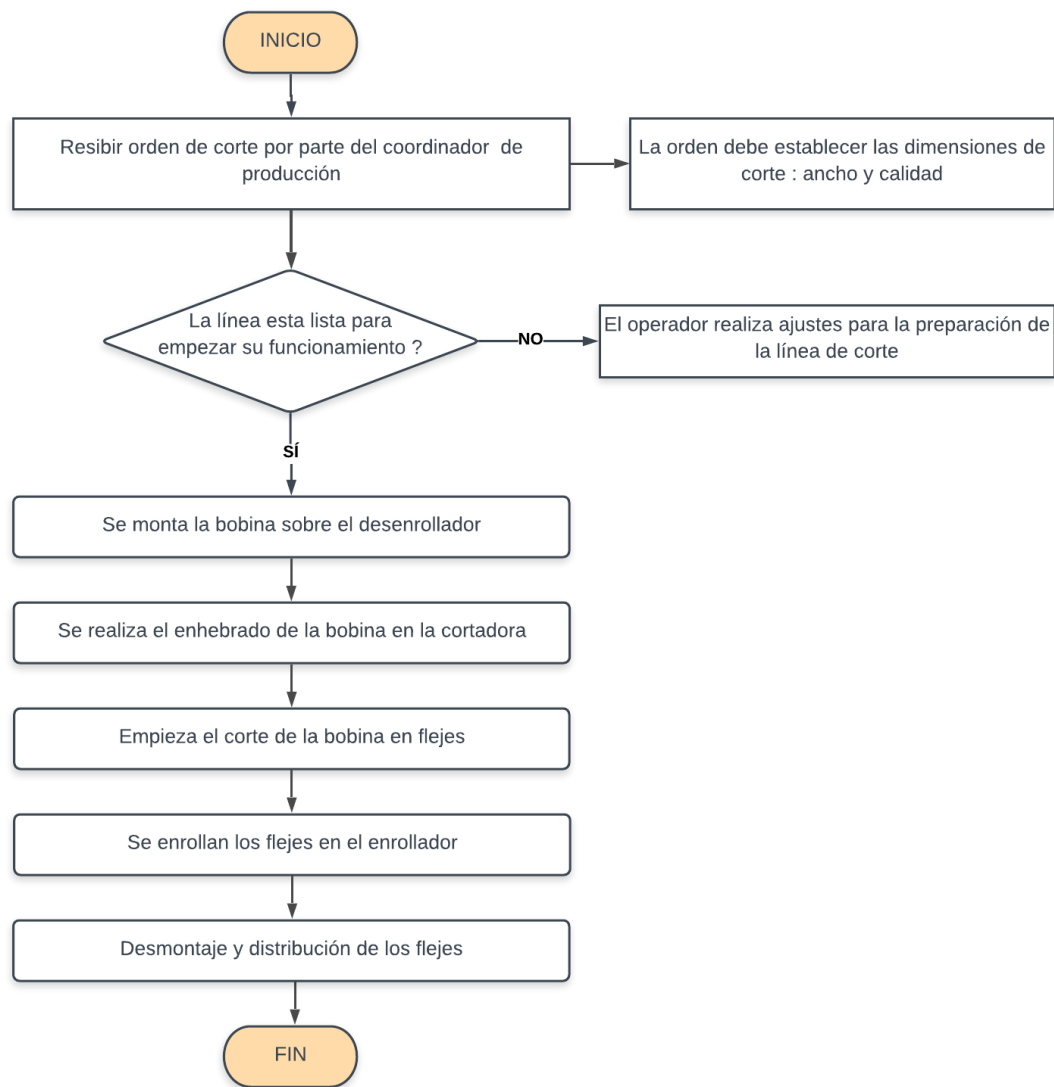 INICIO
Resibir orden de corte por parte del coordinador de
producción
La orden debe establecer las dimensiones de
corte : ancho y calidad
La línea esta lista para
empezar su funcionamiento ?
NO
El operador realiza ajustes para la preparación de
la línea de corte
SÍ
Se monta la bobina sobre el desenrollador
Se realiza el enhebrado de la bobina en la cortadora
Empieza el corte de la bobina en flejes
Se enrollan los flejes en el enrollador
Desmontaje y distribución de los flejes
FIN